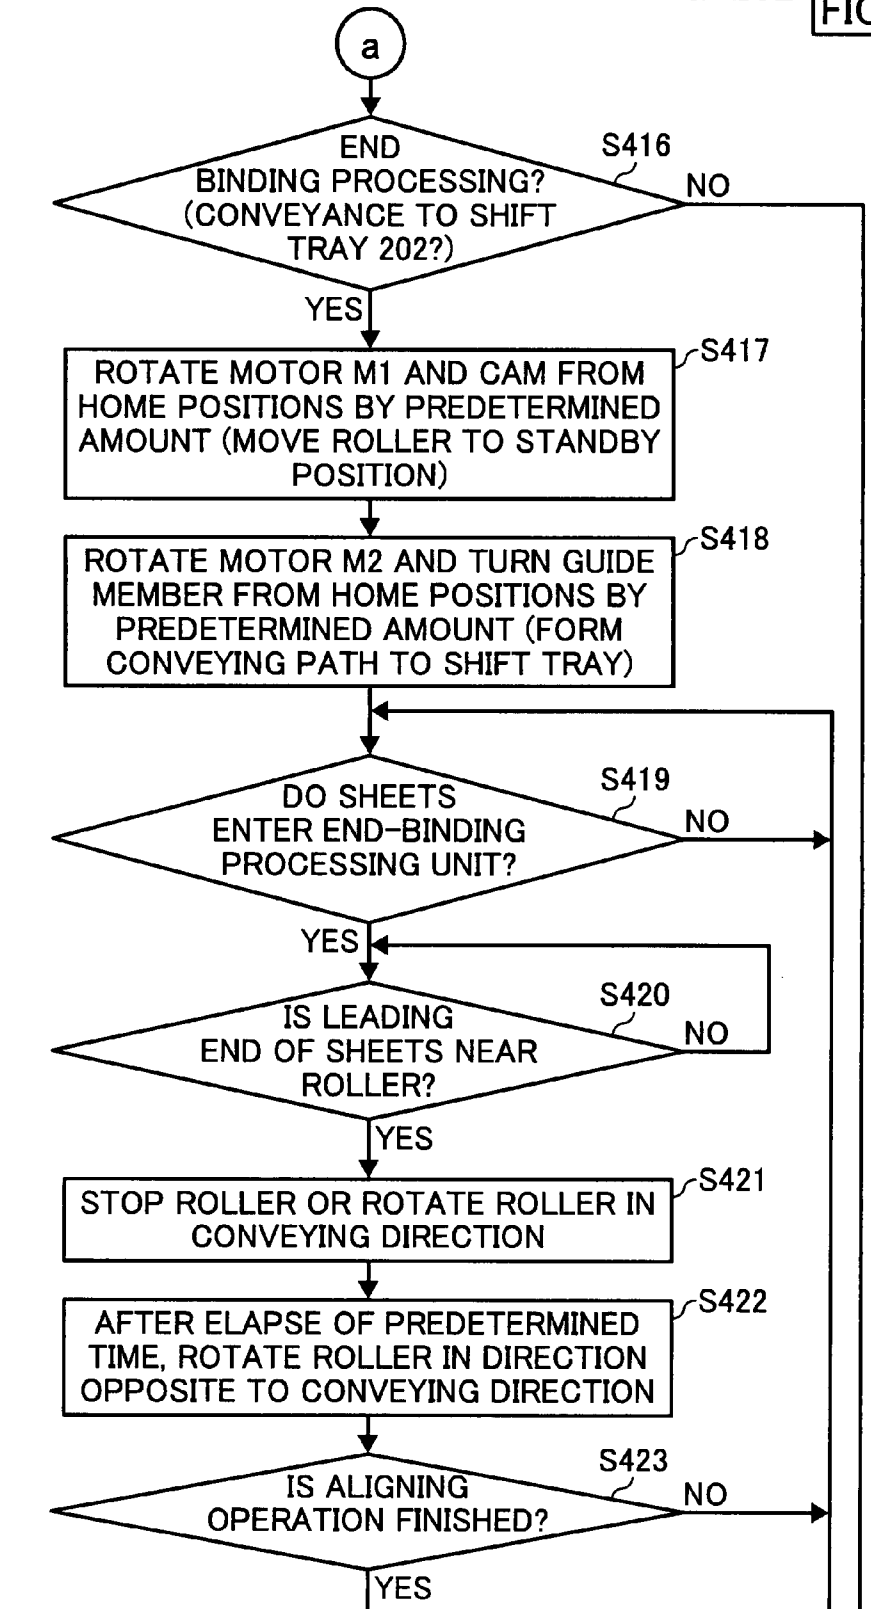 FIG
a
END
BINDING PROCESSING?
(CONVEYANCE TO SHIFT
TRAY 202?)
S416
NO
YES
S417
ROTATE MOTOR M1 AND CAM FROM
HOME POSITIONS BY PREDETERMINED
AMOUNT (MOVE ROLLER TO STANDBY
POSITION)
S418
ROTATE MOTOR M2 AND TURN GUIDE
MEMBER FROM HOME POSITIONS BY
PREDETERMINED AMOUNT (FORM
CONVEYING PATH TO SHIFT TRAY)
S419
DO SHEETS
ENTER END-BINDING
PROCESSING UNIT?
NO
YES
S420
IS LEADING
END OF SHEETS NEAR
ROLLER?
NO
YES
S421
STOP ROLLER OR ROTATE ROLLER IN
CONVEYING DIRECTION
S422
AFTER ELAPSE OF PREDETERMINED
TIME, ROTATE ROLLER IN DIRECTION
OPPOSITE TO CONVEYING DIRECTION
S423
IS ALIGNING
OPERATION FINISHED?
NO
YES